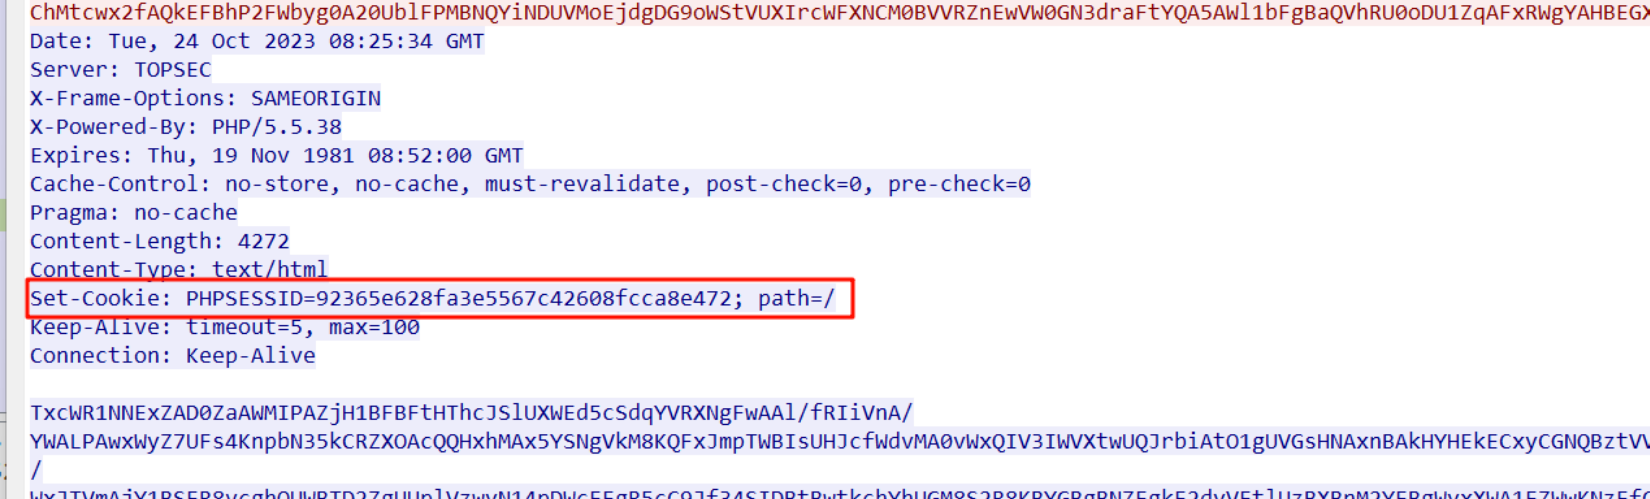 ChMtcwx2fAQkEFBhP2FWbyg0A20UblFPMBNQYiNDUVMoEjdgDG9oWStVUXIrcWFXNCM0BVVRZnEwVW0GN3draFtYQA5AWl1bFgBaQVhRU0oDU1ZqAFxRWgYAHBEGX
Date: Tue, 24 Oct 2023 08:25:34 GMT
Server: TOPSEC
X-Frame-Options: SAMEORIGIN
X-Powered-By: PHP/5.5.38
Expires: Thu, 19 Nov 1981 08:52:00 GMT
Cache-Control: no-store, no-cache, must-revalidate, post-check=0, pre-check=0
Pragma: no-cache
Content-Length: 4272
Content-Type: text/html
Set-Cookie: PHPSESSID=92365e628fa3e5567c42608fcca8e472; path=/
Keep-Alive: timeout=5, max=100
Connection: Keep-Alive
TxcWR1NNExZAD0ZaAWMIPAZjH1BFBFtHThcJSlUXWEd5cSdqYVRXNgFwAAl/fRIiVnA/
YWALPAwxWyZ7UFs4KnpbN35kCRZXOAcQQHxhMAx5YSNgVkM8KQFxJmpTWBIsUHJcfWdvMA0vWxQIV3IWVXtwUQJrbiAtO1gUVGsHNAxnBAkHYHEkECxyCGNQBztVV
/